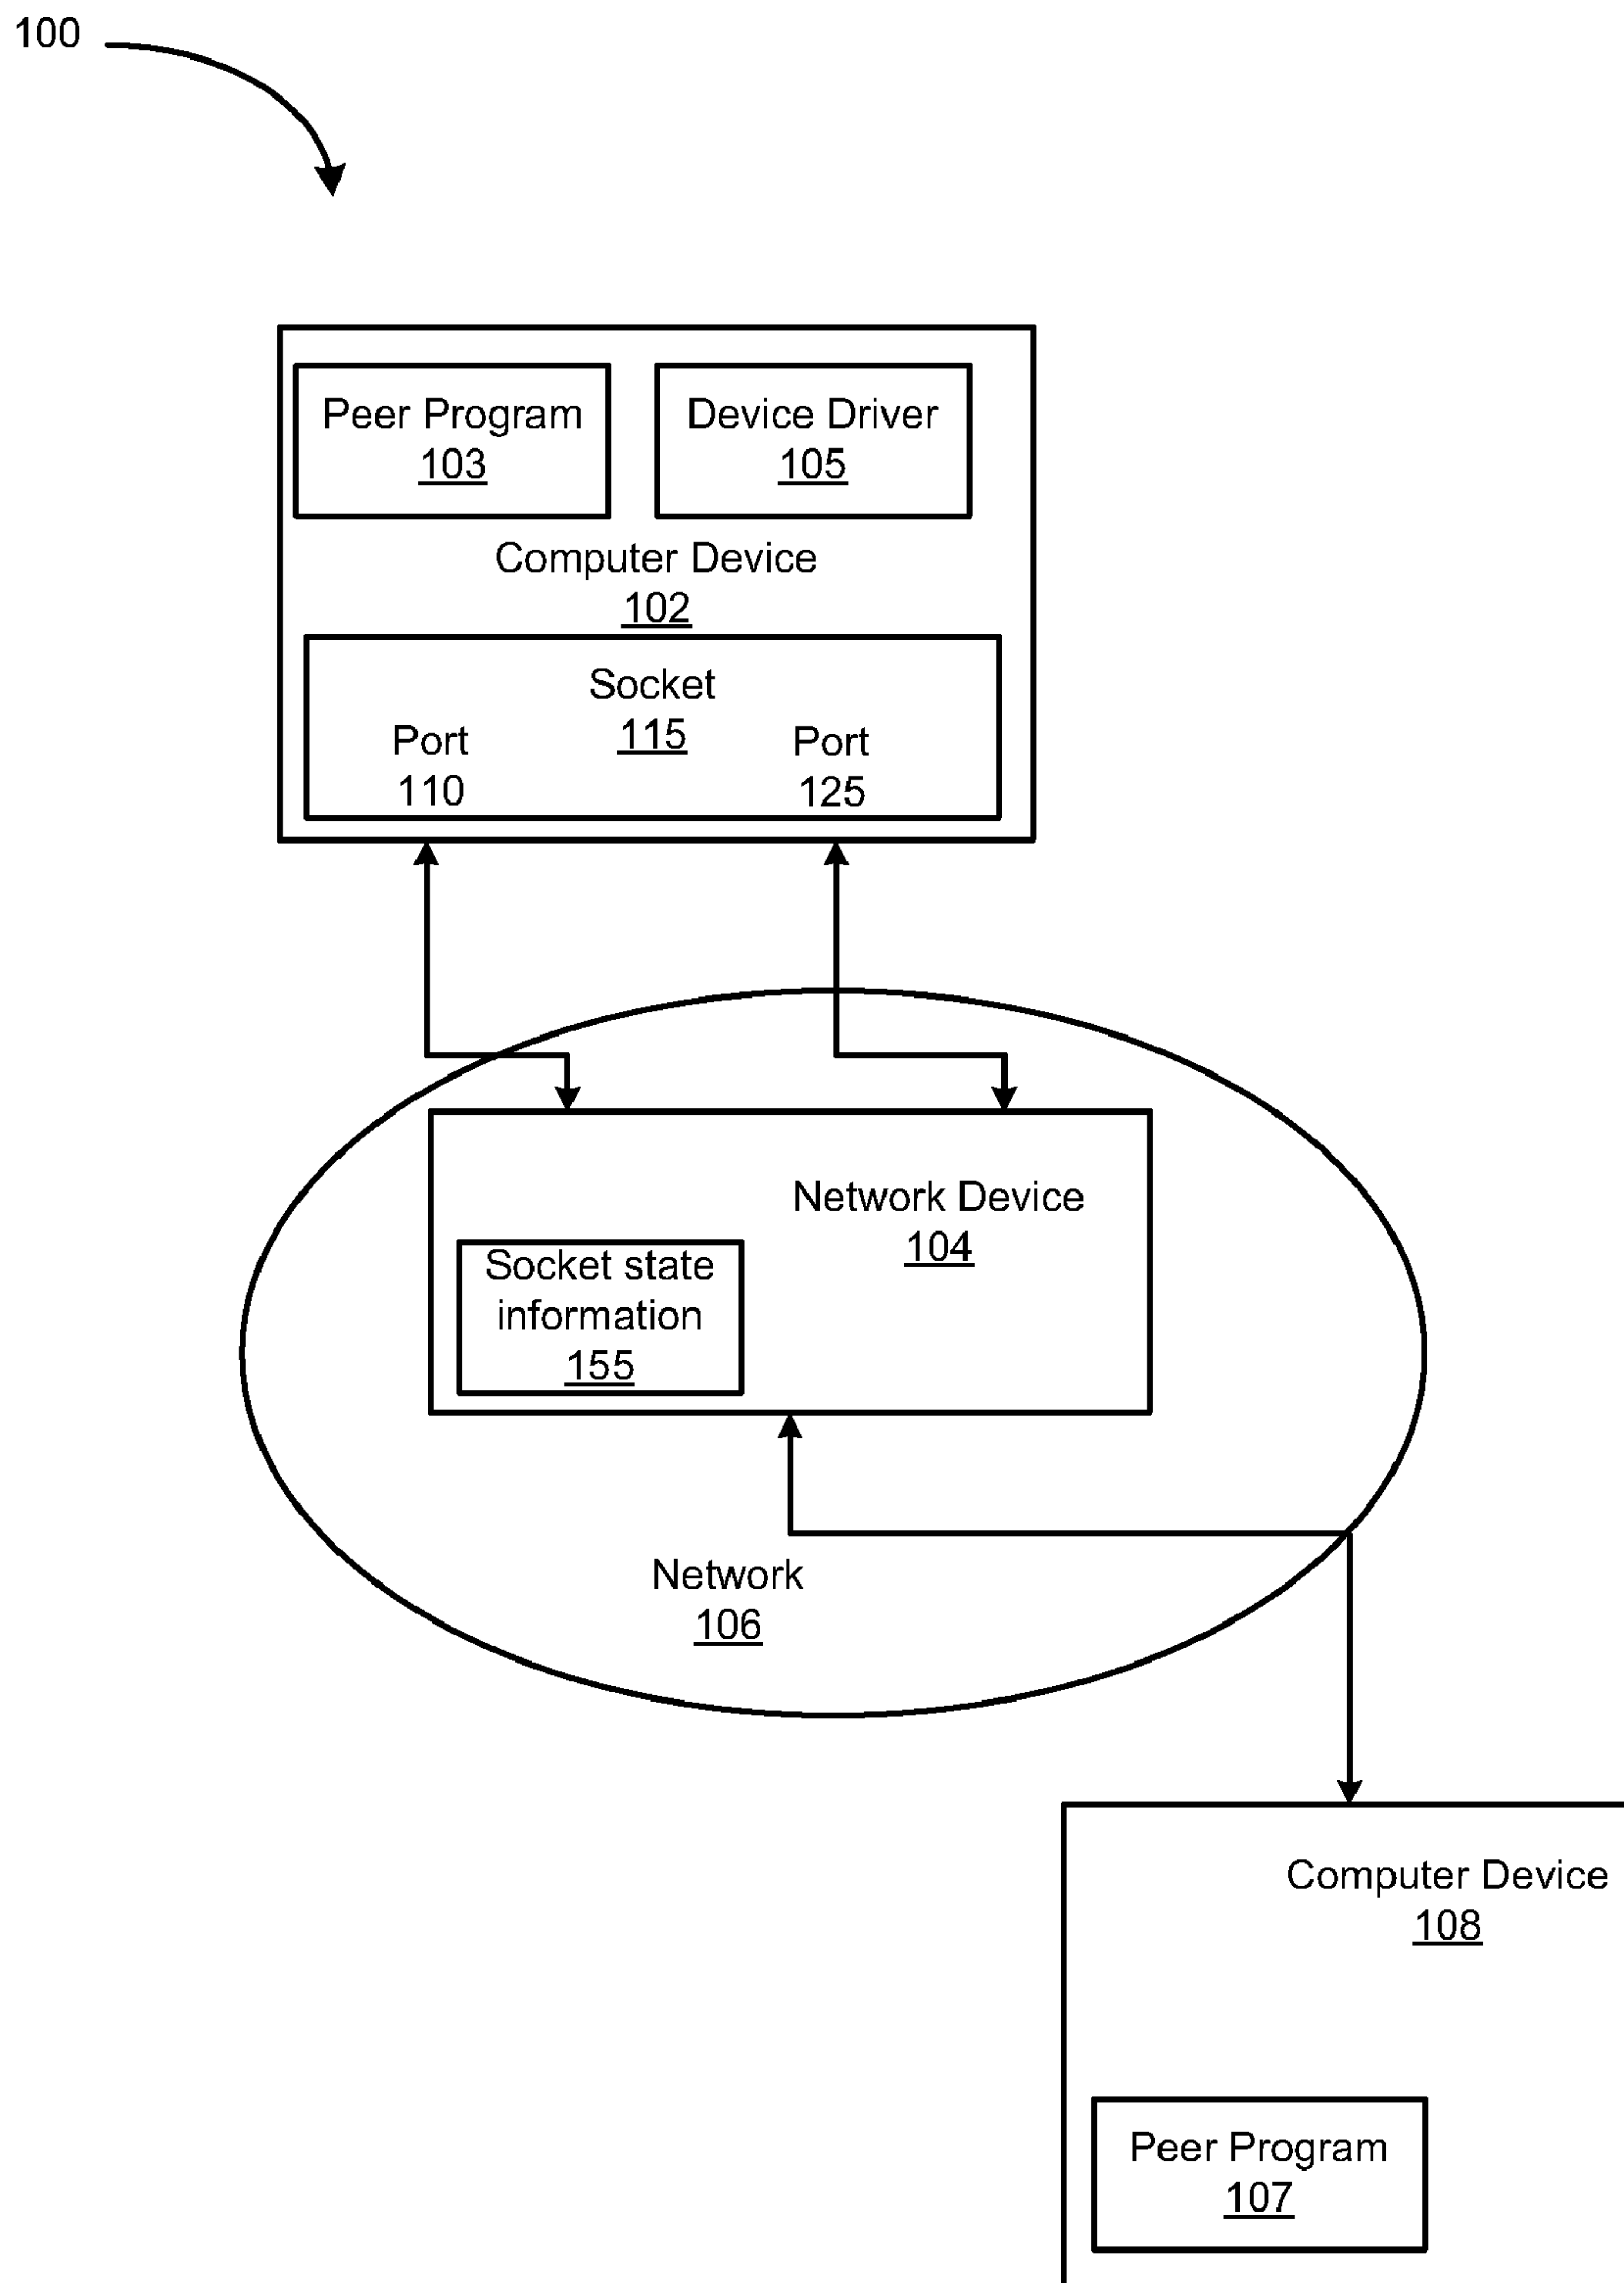 100
Peer Program
103
Device Driver
105
Computer Device
102
Socket
115
Port
110
Port
125
Network Device
104
Socket state
information
155
Network
106
Computer Device
108
Peer Program
107